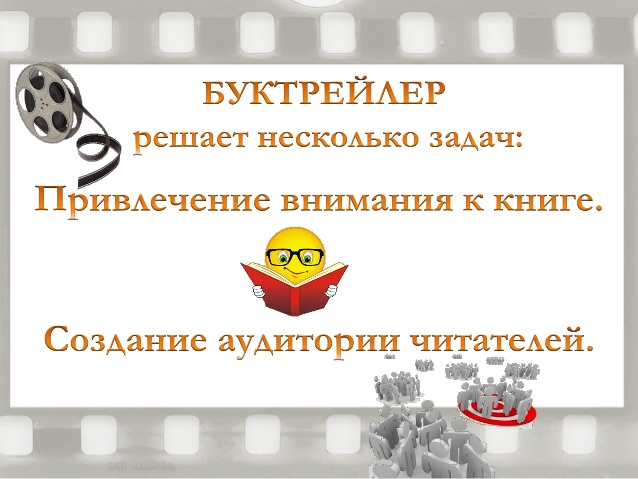 БУКТРЕЙЛЕР
решает несколько задач:
Привлечение внимания к книге.
Создание аудитории читателей.